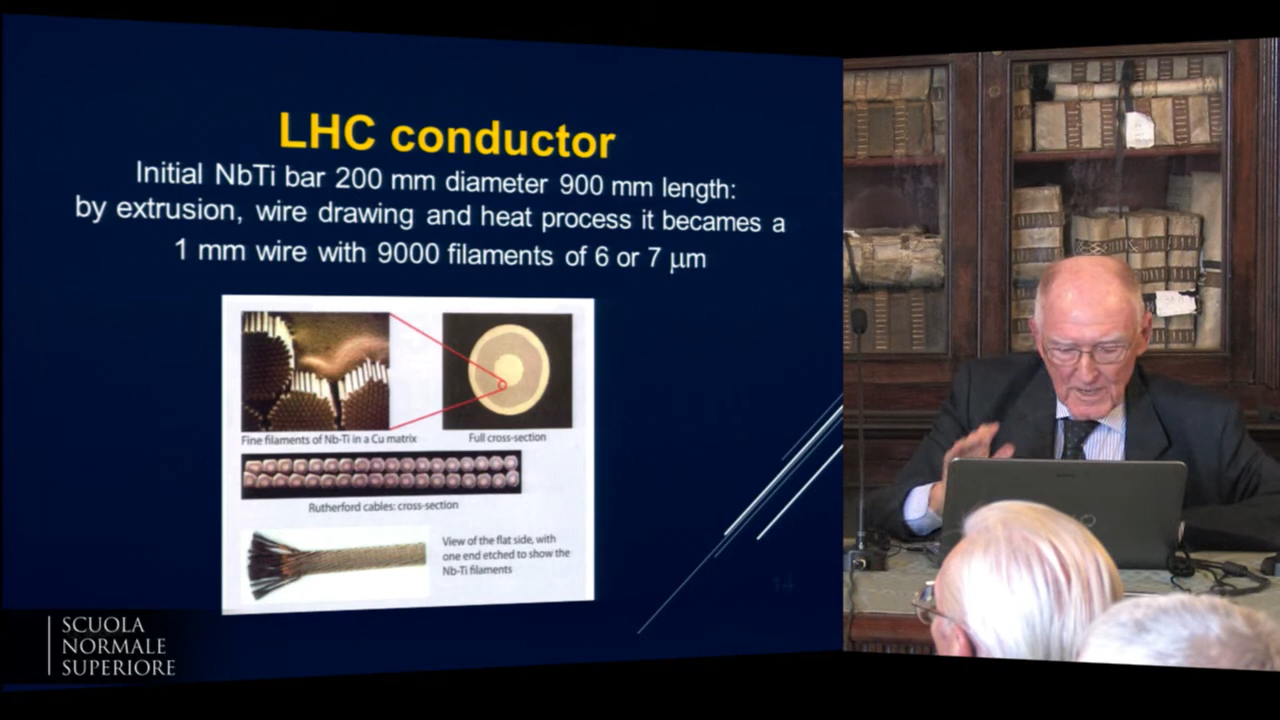 LHC conductor
Initial NbTi bar 200 mm diameter 900 mm length:
by extrusion, wire drawing and heat process it becames a
1 mm wire with 9000 filaments of 6 or 7 μm
Fine filaments of Nb-Ti in a Cu matrix
Full cross-section
Rutherford cables: cross-section
View of the flat side, with
one end etched to show the
Nb-Ti filaments
14
SCUOLA
NORMALE
SUPERIORE